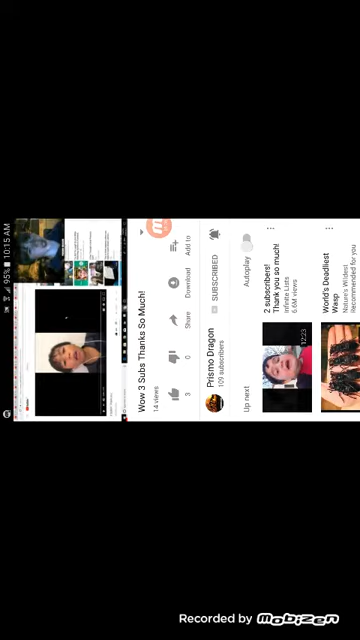 95% 10:15 AM
Wow 3 Subs Thanks So Much!
14 views
3
0
Share
Download
Add to
Prismo Dragon
109 subscribers
SUBSCRIBED
Up next
Autoplay
12:23
2 subscribers!
Thank you so much!
Infinite Lists
6.6M views
World's Deadliest
Wasp
Nature's Wildest
Recommended for you
Recorded by Mobizen